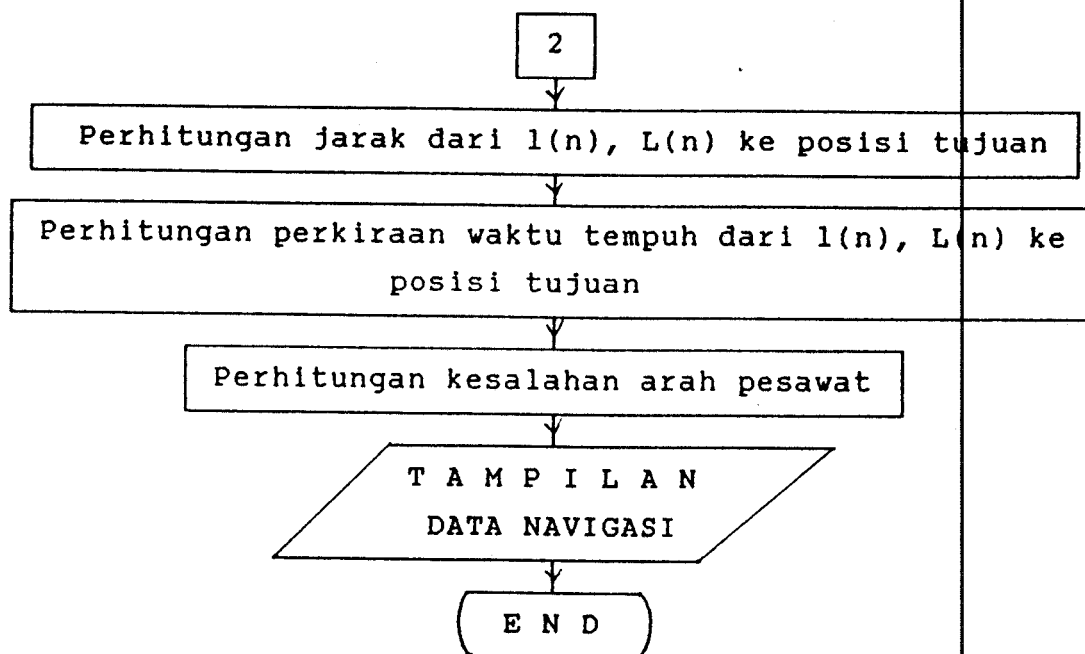 2
Perhitungan jarak dari l(n), L(n) ke posisi tujuan
Perhitungan perkiraan waktu tempuh dari l(n), L(n) ke
posisi tujuan
Perhitungan kesalahan arah pesawat
T A M P I L A N
DATA NAVIGASI
E N D